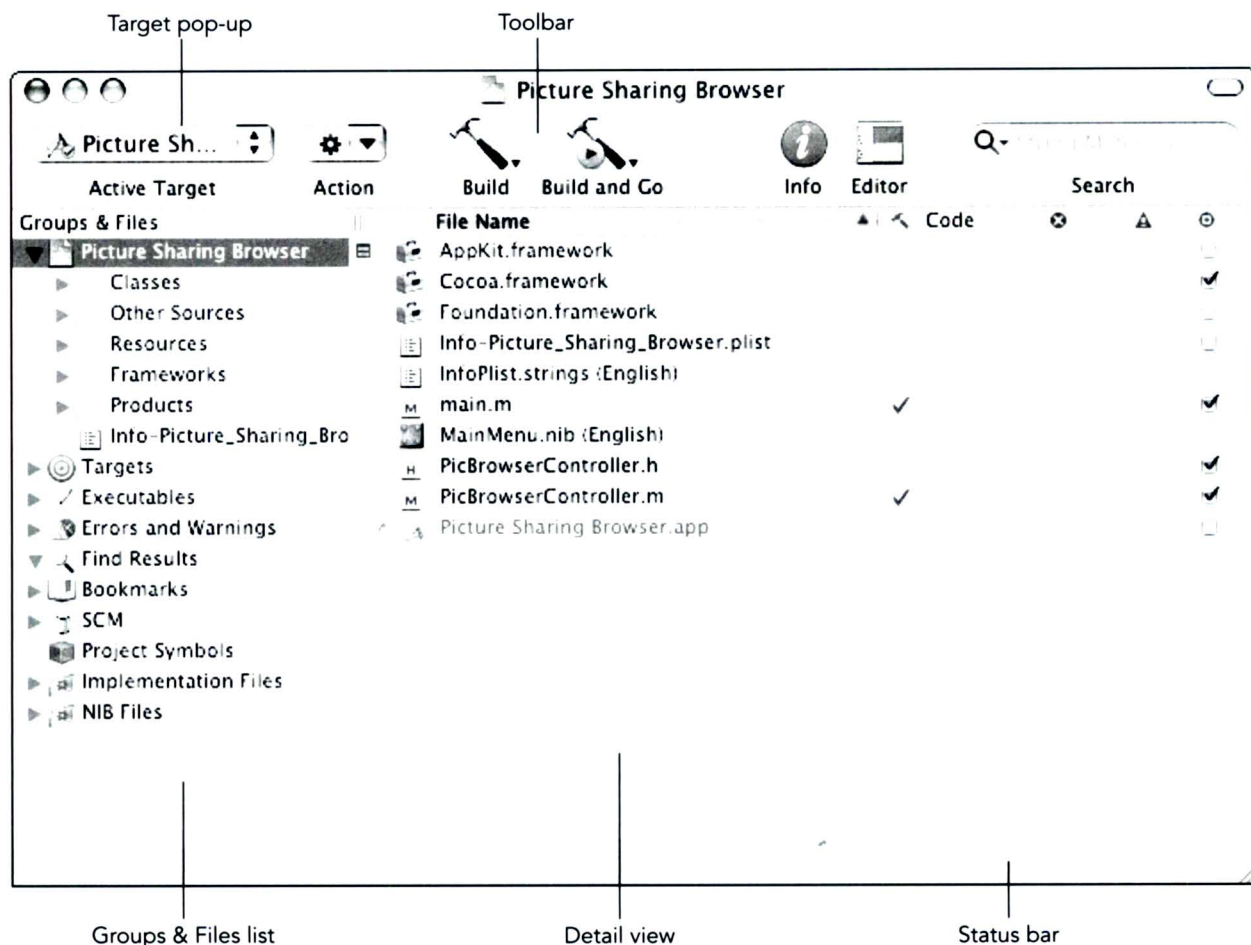 Target pop-up
Toolbar
Picture Sharing Browser
Picture Sh...
Active Target
Action
Build
Build and Go
Info
Editor
Search
Groups & Files
File Name
Code
Picture Sharing Browser
Classes
Other Sources
Resources
Frameworks
Products
Info-Picture_Sharing_Bro
Targets
Executables
Errors and Warnings
Find Results
Bookmarks
SCM
Project Symbols
Implementation Files
NIB Files
AppKit.framework
Cocoa.framework
Foundation.framework
Info-Picture_Sharing_Browser.plist
InfoPlist.strings (English)
M main.m
MainMenu.nib (English)
H PicBrowserController.h
M PicBrowserController.m
Picture Sharing Browser.app
Groups & Files list
Detail view
Status bar